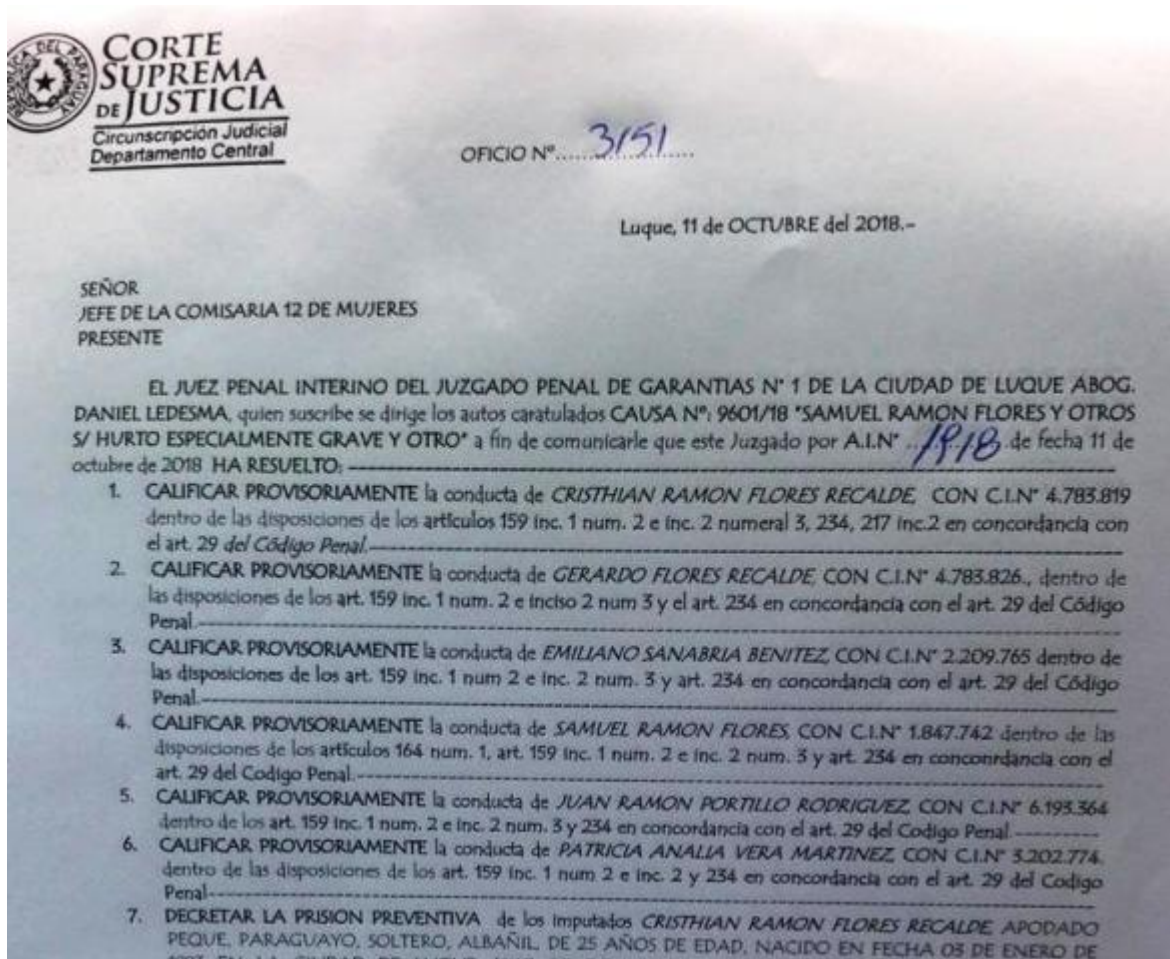 CORTE
SUPREMA
DE JUSTICIA
Circunscripción Judicial
Departamento Central
OFICIO Nº......3151..........
Luque, 11 de OCTUBRE del 2018.-
SEÑOR
JEFE DE LA COMISARIA 12 DE MUJERES
PRESENTE
EL JUEZ PENAL INTERINO DEL JUZGADO PENAL DE GARANTIAS N° 1 DE LA CIUDAD DE LUQUE ABOG.
DANIEL LEDESMA, quien suscribe se dirige los autos caratulados CAUSA Nº: 9601/18 "SAMUEL RAMON FLORES Y OTROS
S/ HURTO ESPECIALMENTE GRAVE Y OTRO" a fin de comunicarle que este Juzgado por A.I.N° ..1918 de fecha 11 de
octubre de 2018 HA RESUELTO: ----------
1. CALIFICAR PROVISORIAMENTE la conducta de CRISTHIAN RAMON FLORES RECALDE, CON C.I.N° 4.783.819
dentro de las disposiciones de los artículos 159 inc. 1 num. 2 e inc. 2 numeral 3, 234, 217 inc.2 en concordancia con
el art. 29 del Código Penal.----------
2. CALIFICAR PROVISORIAMENTE la conducta de GERARDO FLORES RECALDE, CON C.I.N° 4.783.826., dentro de
las disposiciones de los art. 159 inc. 1 num. 2 e inciso 2 num 3 y el art. 234 en concordancia con el art. 29 del Código
Penal.----------
3. CALIFICAR PROVISORIAMENTE la conducta de EMILIANO SANABRIA BENITEZ, CON C.I.N° 2.209.765 dentro de
las disposiciones de los art. 159 inc. 1 num 2 e inc. 2 num. 3 y art. 234 en concordancia con el art. 29 del Código
Penal.----------
4. CALIFICAR PROVISORIAMENTE la conducta de SAMUEL RAMON FLORES, CON C.I.N° 1.847.742 dentro de las
disposiciones de los artículos 164 num. 1, art. 159 inc. 1 num. 2 e inc. 2 num. 3 y art. 234 en conconrdancia con el
art. 29 del Codigo Penal.----------
5. CALIFICAR PROVISORIAMENTE la conducta de JUAN RAMON PORTILLO RODRIGUEZ, CON C.I.N° 6.193.364
dentro de los art. 159 inc. 1 num. 2 e inc. 2 num. 3 y 234 en concordancia con el art. 29 del Codigo Penal.----------
6. CALIFICAR PROVISORIAMENTE la conducta de PATRICIA ANALIA VERA MARTINEZ, CON C.I.N° 3.202.774.
dentro de las disposiciones de los art. 159 inc. 1 num 2 e inc. 2 y 234 en concordancia con el art. 29 del Codigo
Penal----------
7. DECRETAR LA PRISION PREVENTIVA de los imputados CRISTHIAN RAMON FLORES RECALDE, APODADO
PEQUE, PARAGUAYO, SOLTERO, ALBAÑIL, DE 25 AÑOS DE EDAD, NACIDO EN FECHA 03 DE ENERO DE